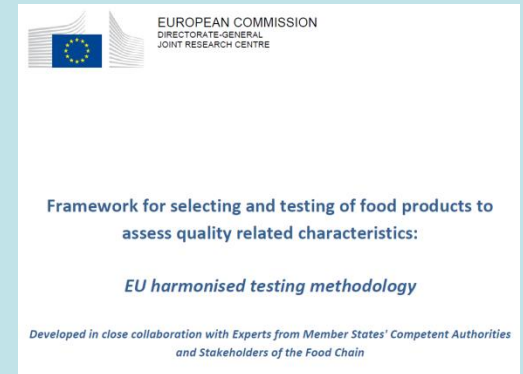 EUROPEAN COMMISSION
DIRECTORATE-GENERAL
JOINT RESEARCH CENTRE
Framework for selecting and testing of food products to
assess quality related characteristics:
EU harmonised testing methodology
Developed in close collaboration with Experts from Member States' Competent Authorities
and Stakeholders of the Food Chain